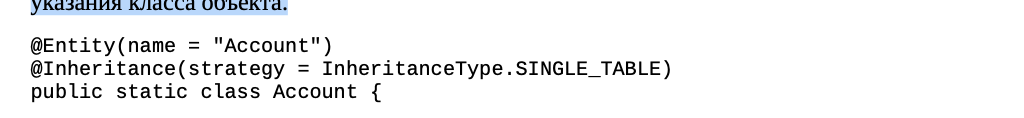 указания класса объекта.
@Entity(name = "Account")
@Inheritance(strategy = InheritanceType.SINGLE_TABLE)
public static class Account {